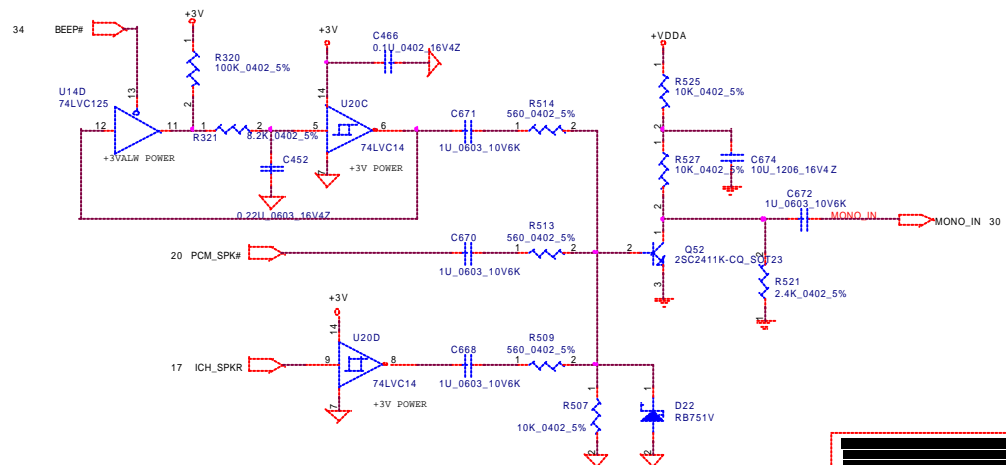 34 BEEP#
+3V
1
R320
100K_0402_5%
2
+3V
C466
0.1U_0402_16V4Z
+VDDA
1
R525
10K_0402_5%
2
U14D
74LVC125
13
12
11
+3VALW POWER
1
R321
2
8.2K_0402_5%
C452
0.22U_0603_16V4Z
14
U20C
5
6
74LVC14
7
+3V POWER
C671
1U_0603_10V6K
R514
560_0402_5%
1
2
R527
10K_0402_5%
2
C674
10U_1206_16V4Z
C672
1U_0603_10V6K
MONO_IN
MONO_IN 30
20 PCM_SPK#
C670
1U_0603_10V6K
R513
560_0402_5%
1
2
2
1
Q52
2SC2411K-CQ_SOT23
3
2
R521
2.4K_0402_5%
1
+3V
14
U20D
17 ICH_SPKR
9
8
74LVC14
7
+3V POWER
C668
1U_0603_10V6K
R509
560_0402_5%
1
2
1
R507
10K_0402_5%
2
1
D22
RB751V
2